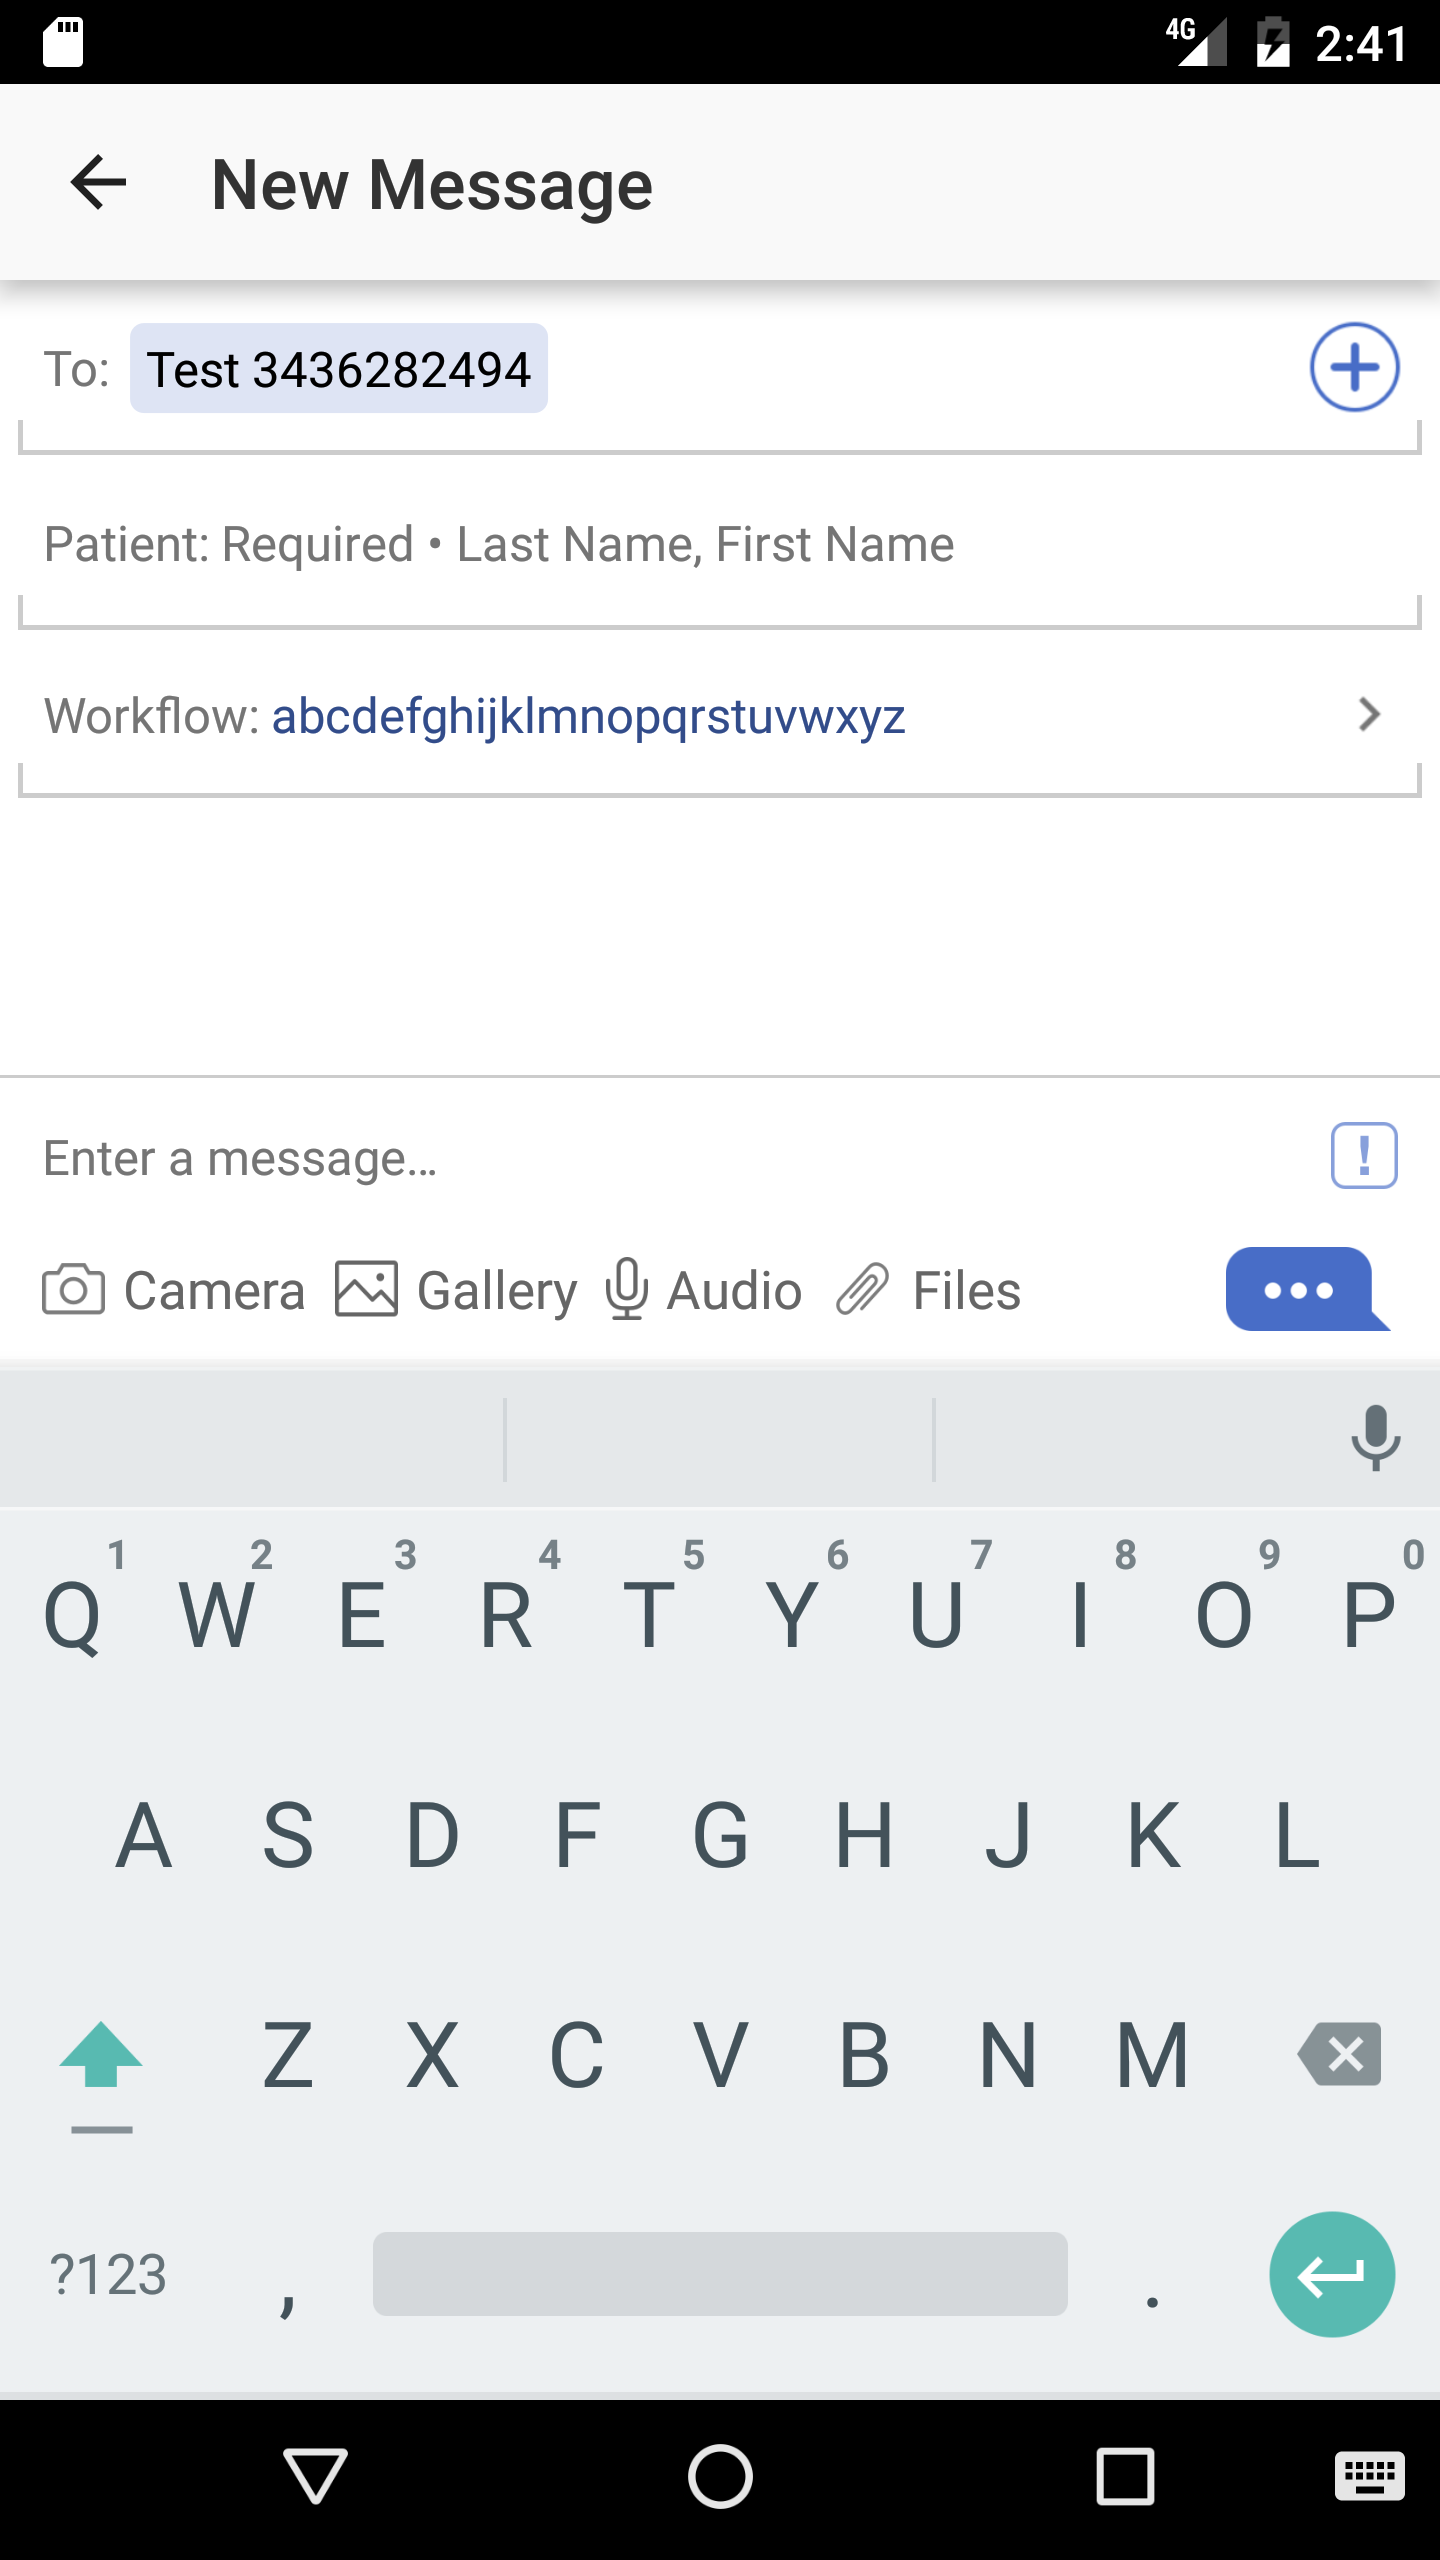 4G 2:41
New Message
To: Test 3436282494
Patient: Required • Last Name, First Name
Workflow: abcdefghijklmnopqrstuvwxyz
Enter a message...
!
Camera Gallery Audio Files
1 2 3 4 5 6 7 8 9 0
Q W E R T Y U I O P
A S D F G H J K L
Z X C V B N M
?123 , .